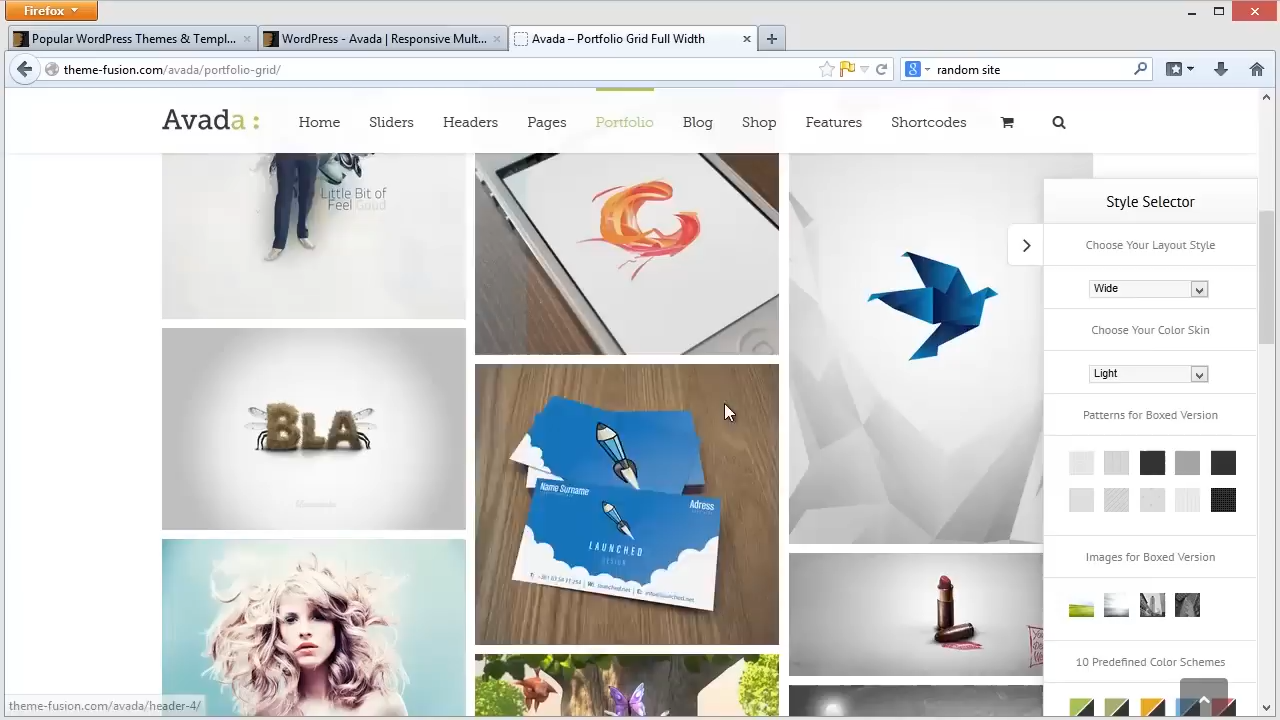 Firefox
Popular WordPress Themes & Templ...
WordPress - Avada | Responsive Mult...
Avada – Portfolio Grid Full Width
theme-fusion.com/avada/portfolio-grid/
random site
Avada :
Home
Sliders
Headers
Pages
Portfolio
Blog
Shop
Features
Shortcodes
Little Bit of
Feel Good
Style Selector
Choose Your Layout Style
Wide
Choose Your Color Skin
Light
Patterns for Boxed Version
BLA
Name Surname
Adress
LAUNCHED
DESIGN
Images for Boxed Version
10 Predefined Color Schemes
theme-fusion.com/avada/header-4/